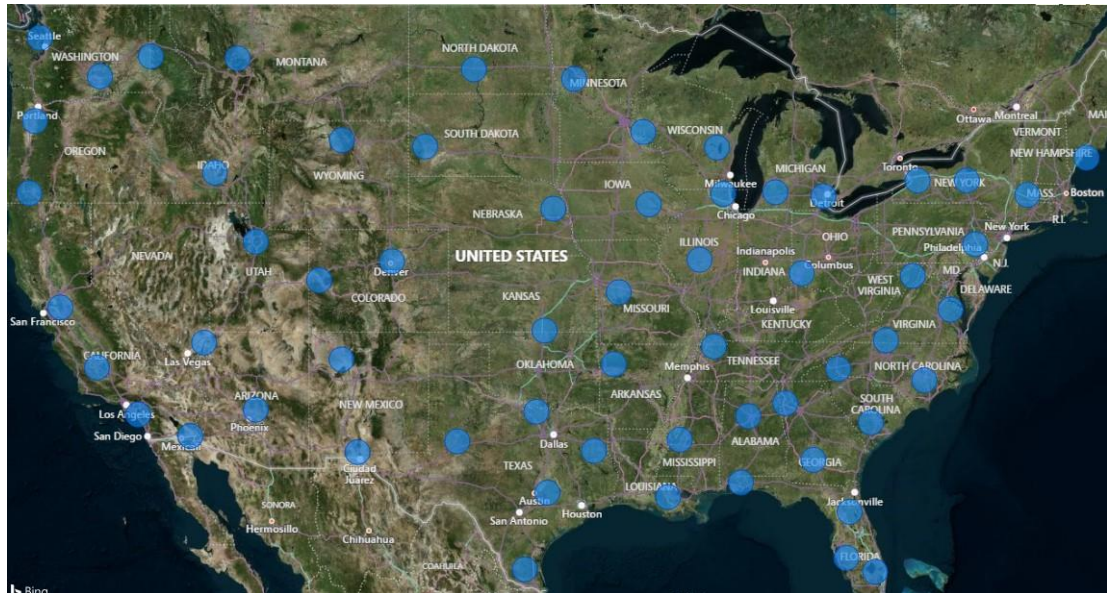 Seattle
WASHINGTON
MONTANA
NORTH DAKOTA
MINNESOTA
Ottawa
Montreal
VERMONT
MAI
Portland
OREGON
IDAHO
WYOMING
SOUTH DAKOTA
WISCONSIN
Milwaukee
MICHIGAN
Toronto
NEW HAMPSHIRE
NEW YORK
MASS.
Boston
R.I.
IOWA
Chicago
Detroit
NEBRASKA
NEVADA
UTAH
Denver
COLORADO
UNITED STATES
KANSAS
ILLINOIS
Indianapolis
INDIANA
OHIO
Columbus
PENNSYLVANIA
New York
Philadelphia
N.J.
MD.
DELAWARE
WEST
VIRGINIA
VIRGINIA
San Francisco
MISSOURI
Louisville
KENTUCKY
CALIFORNIA
Las Vegas
OKLAHOMA
Memphis
TENNESSEE
NORTH CAROLINA
ARKANSAS
SOUTH
CAROLINA
Los Angeles
ARIZONA
Phoenix
NEW MEXICO
San Diego
Mexicali
Dallas
TEXAS
MISSISSIPPI
ALABAMA
GEORGIA
Ciudad
Juárez
Austin
San Antonio
Houston
LOUISIANA
Jacksonville
SONORA
Hermosillo
Chihuahua
COAHUILA
FLORIDA
Bing